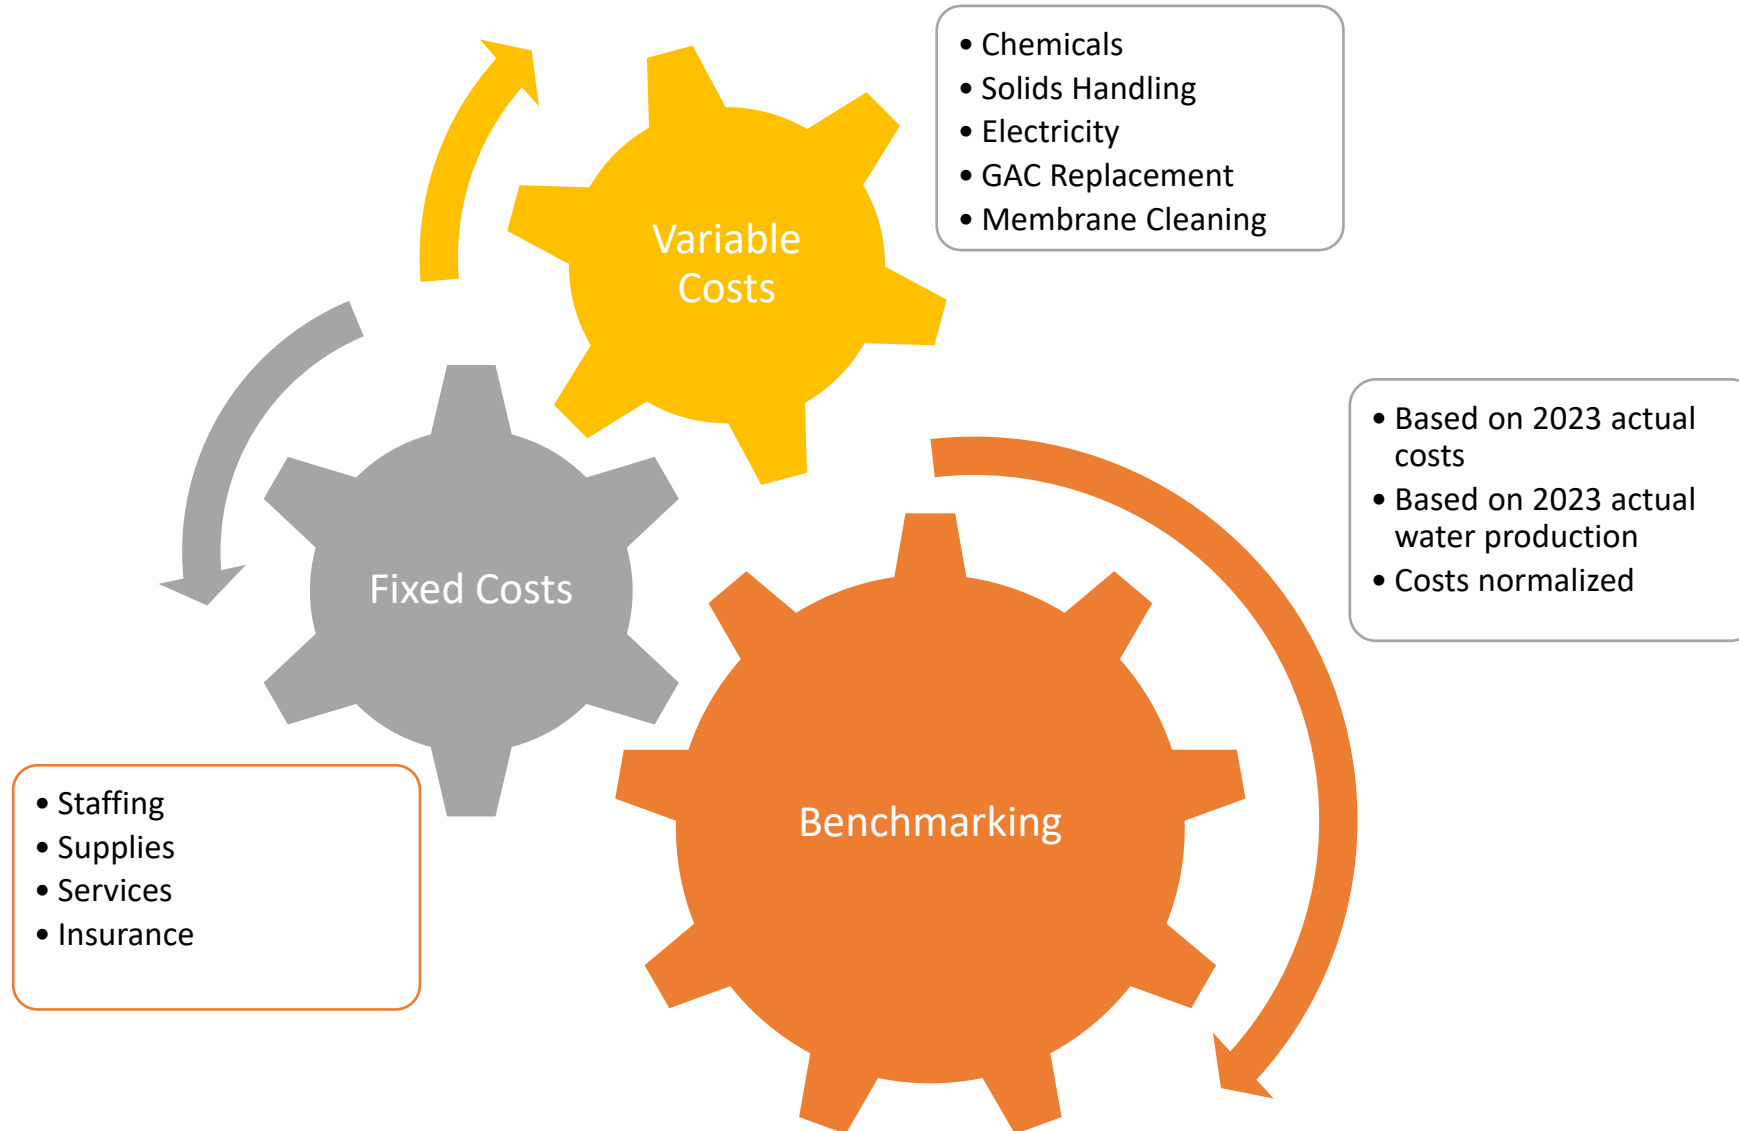 • Chemicals
• Solids Handling
• Electricity
• GAC Replacement
• Membrane Cleaning
Variable
Costs
• Based on 2023 actual
costs
• Based on 2023 actual
water production
• Costs normalized
Fixed Costs
• Staffing
• Supplies
• Services
• Insurance
Benchmarking